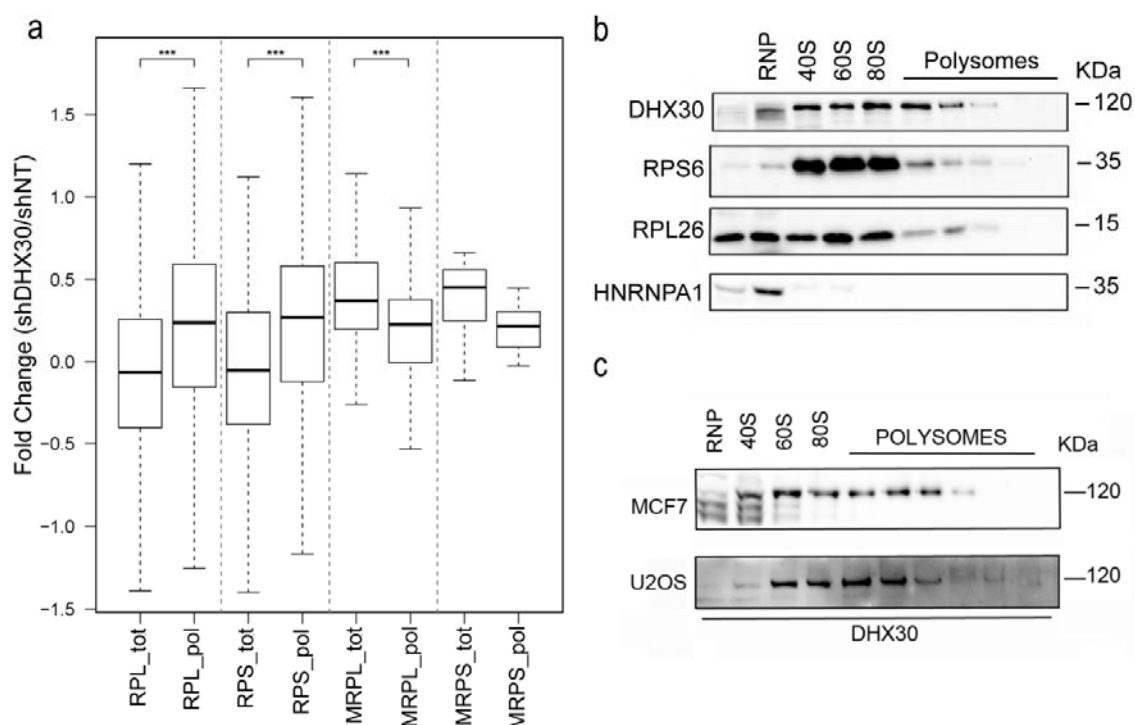 a
Fold Change (shDHX30/shNT)
1.5
1.0
0.5
0.0
−0.5
−1.0
−1.5
***
***
***
RPL_tot
RPL_pol
RPS_tot
RPS_pol
MRPL_tot
MRPL_pol
MRPS_tot
MRPS_pol
b
RNP
40S
60S
80S
Polysomes
KDa
DHX30
−120
RPS6
−35
RPL26
−15
HNRNPA1
−35
c
RNP
40S
60S
80S
POLYSOMES
KDa
MCF7
—120
U2OS
—120
DHX30